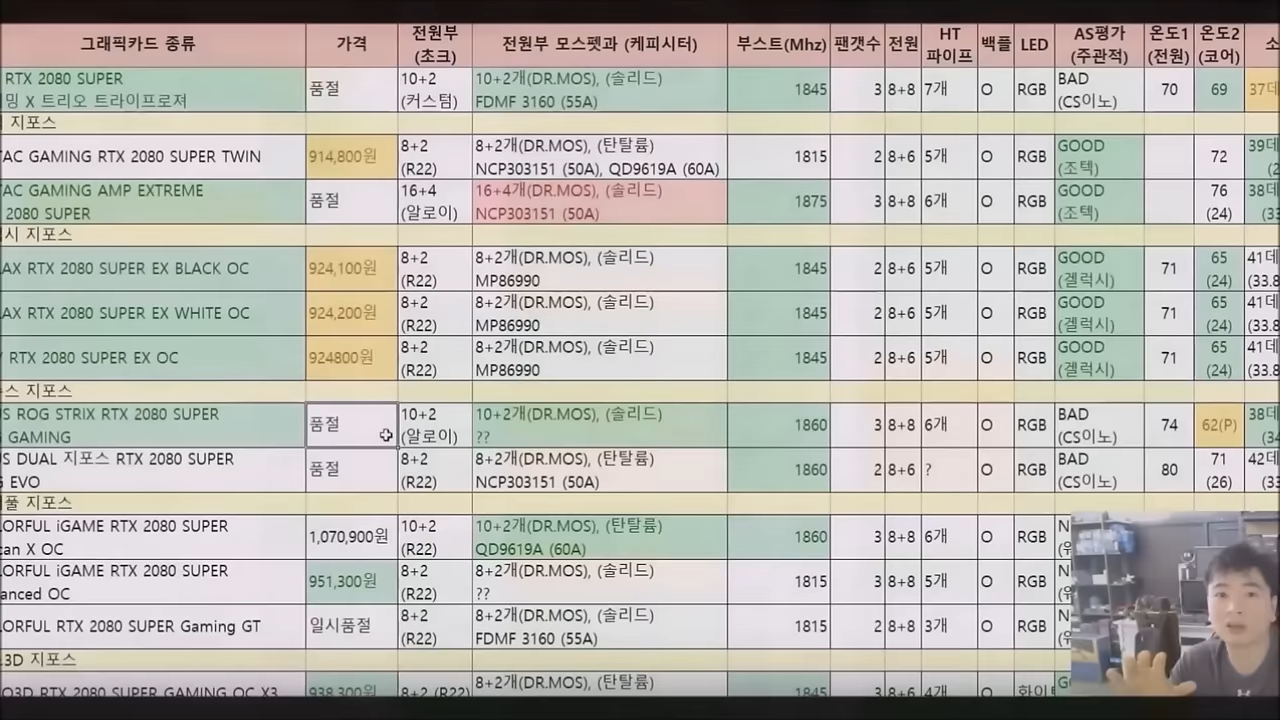 그래픽카드 종류 가격 전원부 (초크) 전원부 모스펫과 (케피시터) 부스트(Mhz) 팬갯수 전원 HT 파이프 백플 LED AS평가 (주관적) 온도1 (전원) 온도2 (코어) 소
RTX 2080 SUPER 품절 10+2 10+2개(DR.MOS), (솔리드) 1845 3 8+8 7개 O RGB BAD 70 69 37데
밍 X 트리오 트라이프로져 (커스텀) FDMF 3160 (55A) (CS이노)
지포스
AC GAMING RTX 2080 SUPER TWIN 914,800원 8+2 8+2개(DR.MOS), (탄탈륨) 1815 2 8+6 5개 O RGB GOOD 72 39데
(R22) NCP303151 (50A), QD9619A (60A) (조텍) (2
AC GAMING AMP EXTREME 품절 16+4 16+4개(DR.MOS), (솔리드) 1875 3 8+8 6개 O RGB GOOD 76 38데
2080 SUPER (알로이) NCP303151 (50A) (조텍) (24) (33
시 지포스
AX RTX 2080 SUPER EX BLACK OC 924,100원 8+2 8+2개(DR.MOS), (솔리드) 1845 2 8+6 5개 O RGB GOOD 71 65 41데
(R22) MP86990 (겔럭시) (24) (33.8
AX RTX 2080 SUPER EX WHITE OC 924,200원 8+2 8+2개(DR.MOS), (솔리드) 1845 2 8+6 5개 O RGB GOOD 71 65 41데
(R22) MP86990 (겔럭시) (24) (33.8
RTX 2080 SUPER EX OC 924800원 8+2 8+2개(DR.MOS), (솔리드) 1845 2 8+6 5개 O RGB GOOD 71 65 41데
(R22) MP86990 (겔럭시) (24) (33.8
스 지포스
US ROG STRIX RTX 2080 SUPER 품절 10+2 10+2개(DR.MOS), (솔리드) 1860 3 8+8 6개 O RGB BAD 74 62(P) 38데
GAMING (알로이) ?? (CS이노) (34
US DUAL 지포스 RTX 2080 SUPER 품절 8+2 8+2개(DR.MOS), (탄탈륨) 1860 2 8+6 ? O RGB BAD 80 71 42데
EVO (R22) NCP303151 (50A) (CS이노) (26) (33
풀 지포스
ORFUL iGAME RTX 2080 SUPER 1,070,900원 10+2 10+2개(DR.MOS), (탄탈륨) 1860 3 8+8 6개 O RGB N
can X OC (R22) QD9619A (60A) (위
ORFUL iGAME RTX 2080 SUPER 951,300원 8+2 8+2개(DR.MOS), (솔리드) 1815 3 8+8 5개 O RGB N
anced OC (R22) ?? (위
ORFUL RTX 2080 SUPER Gaming GT 일시품절 8+2 8+2개(DR.MOS), (솔리드) 1815 2 8+8 3개 O RGB N
(R22) FDMF 3160 (55A) (위
3D 지포스
O3D RTX 2080 SUPER GAMING OC X3 938,300원 8+2 (R22) 8+2개(DR.MOS), (탄탈륨) 1845 3 8+8 4개 O 화이트